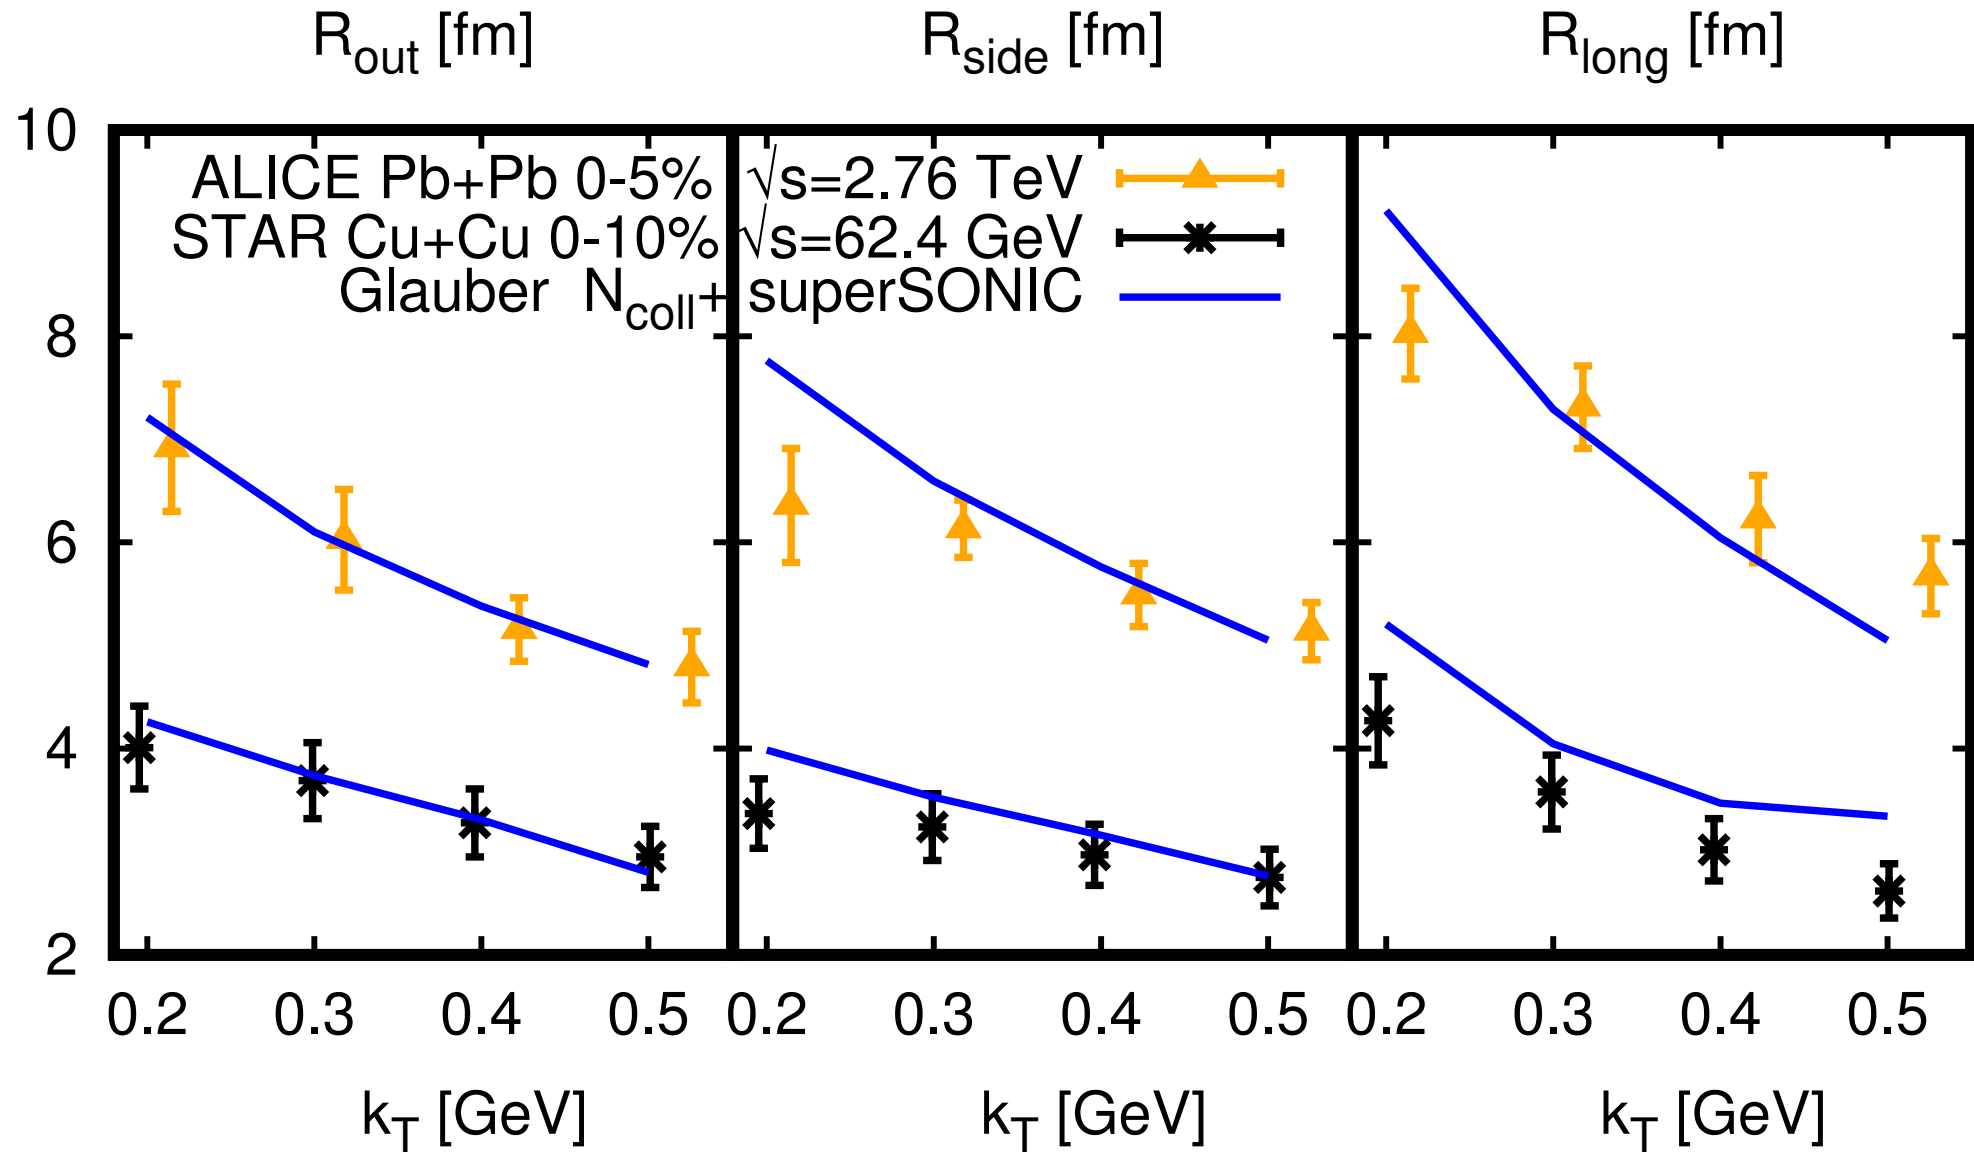 R_out [fm] R_side [fm] R_long [fm]
10
ALICE Pb+Pb 0-5% √s=2.76 TeV
STAR Cu+Cu 0-10% √s=62.4 GeV
Glauber N_coll+ superSONIC
8
6
4
2
0.2 0.3 0.4 0.5 0.2 0.3 0.4 0.5 0.2 0.3 0.4 0.5
k_T [GeV] k_T [GeV] k_T [GeV]